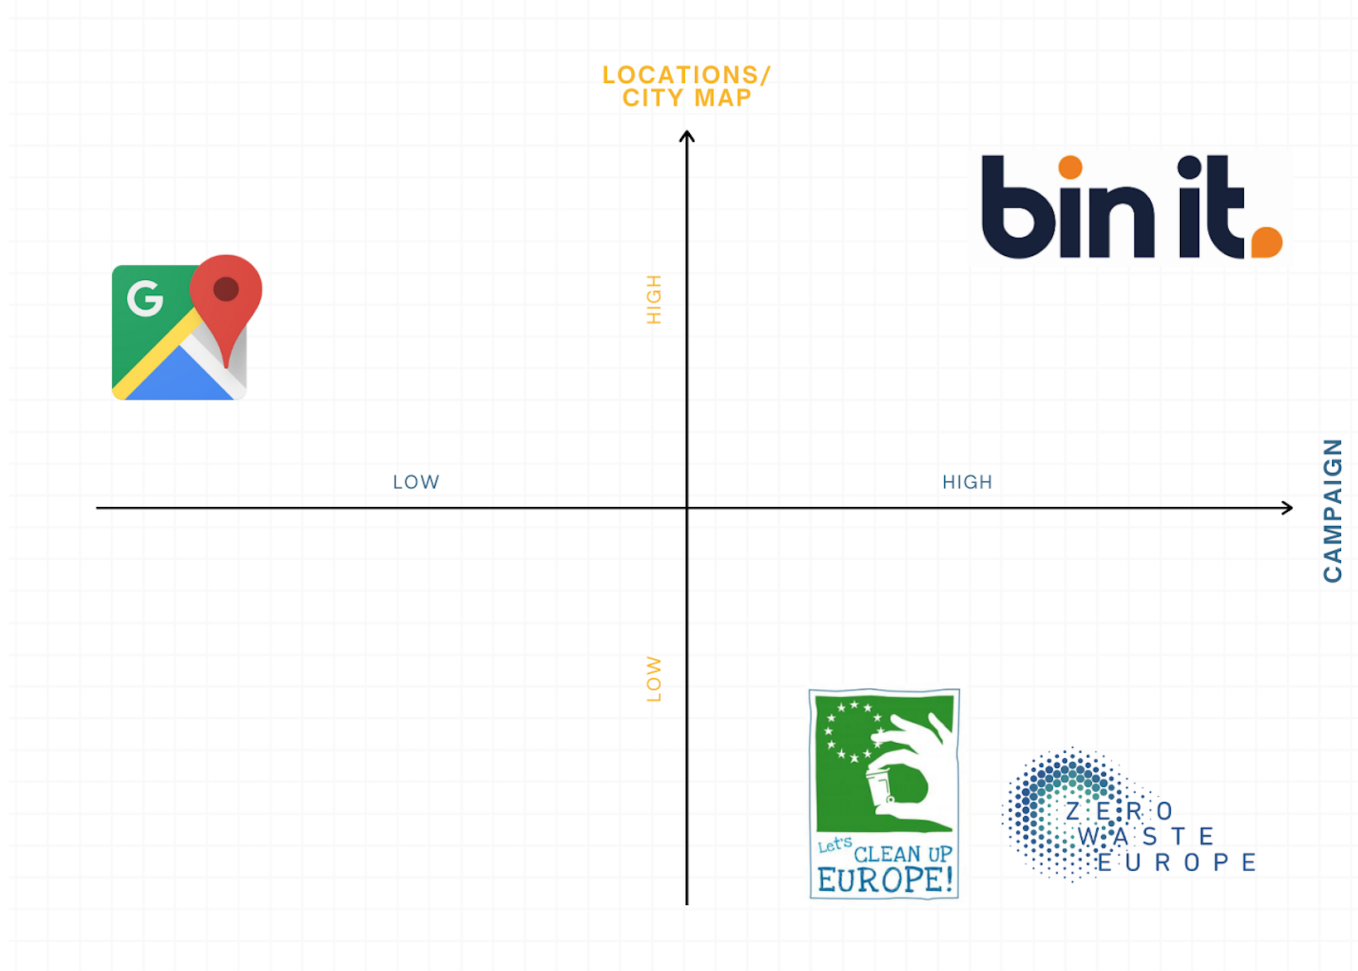 LOCATIONS/
CITY MAP
bin it.
G
HIGH
LOW
HIGH
CAMPAIGN
LOW
Let's
CLEAN UP
EUROPE!
ZERO
WASTE
EUROPE